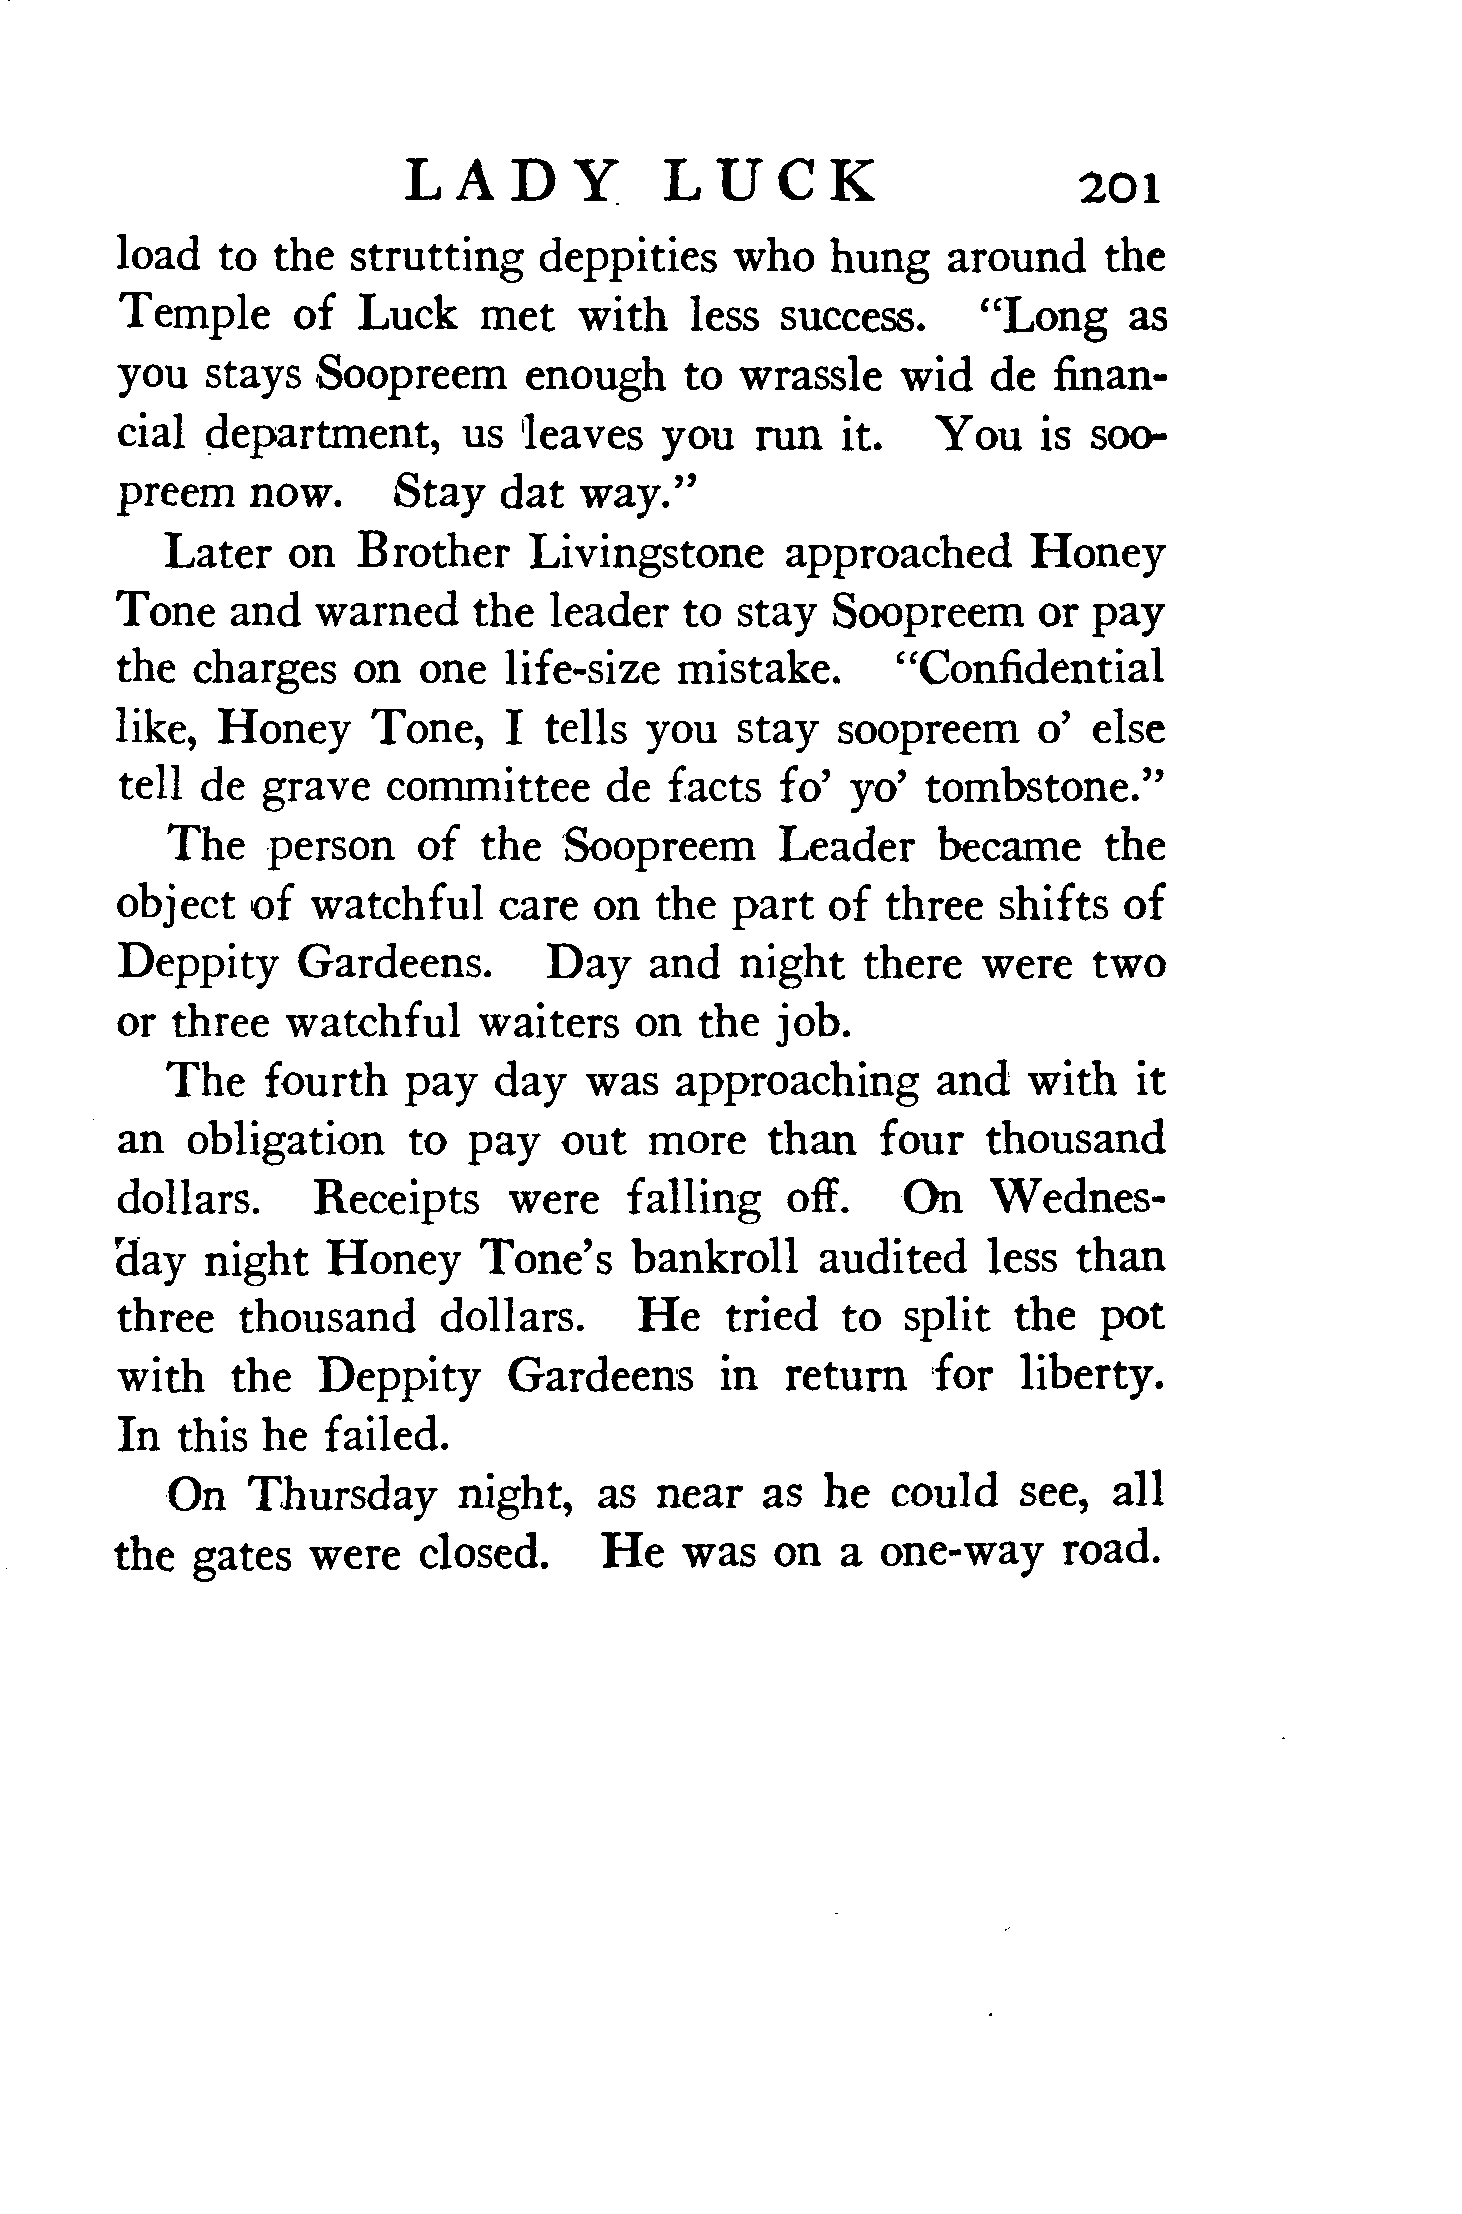 LADY LUCK 201
load to the strutting deppities who hung around the
Temple of Luck met with less success. “Long as
you stays Soopreem enough to wrassle wid de finan-
cial department, us leaves you run it. You is soo-
preem now. Stay dat way.”
Later on Brother Livingstone approached Honey
Tone and warned the leader to stay Soopreem or pay
the charges on one life-size mistake. “Confidential
like, Honey Tone, I tells you stay soopreem o’ else
tell de grave committee de facts fo’ yo’ tombstone.”
The person of the Soopreem Leader became the
object of watchful care on the part of three shifts of
Deppity Gardeens. Day and night there were two
or three watchful waiters on the job.
The fourth pay day was approaching and with it
an obligation to pay out more than four thousand
dollars. Receipts were falling off. On Wednes-
day night Honey Tone’s bankroll audited less than
three thousand dollars. He tried to split the pot
with the Deppity Gardeens in return for liberty.
In this he failed.
On Thursday night, as near as he could see, all
the gates were closed. He was on a one-way road.